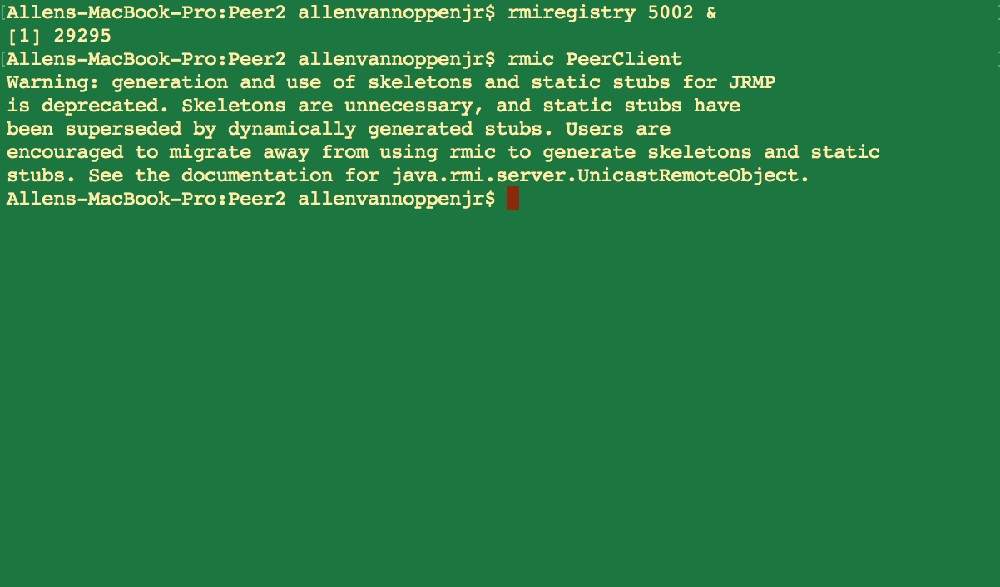 [Allens-MacBook-Pro:Peer2 allenvannoppenjr$ rmiregistry 5002 &
[1] 29295
[Allens-MacBook-Pro:Peer2 allenvannoppenjr$ rmic PeerClient
Warning: generation and use of skeletons and static stubs for JRMP
is deprecated. Skeletons are unnecessary, and static stubs have
been superseded by dynamically generated stubs. Users are
encouraged to migrate away from using rmic to generate skeletons and static
stubs. See the documentation for java.rmi.server.UnicastRemoteObject.
Allens-MacBook-Pro:Peer2 allenvannoppenjr$